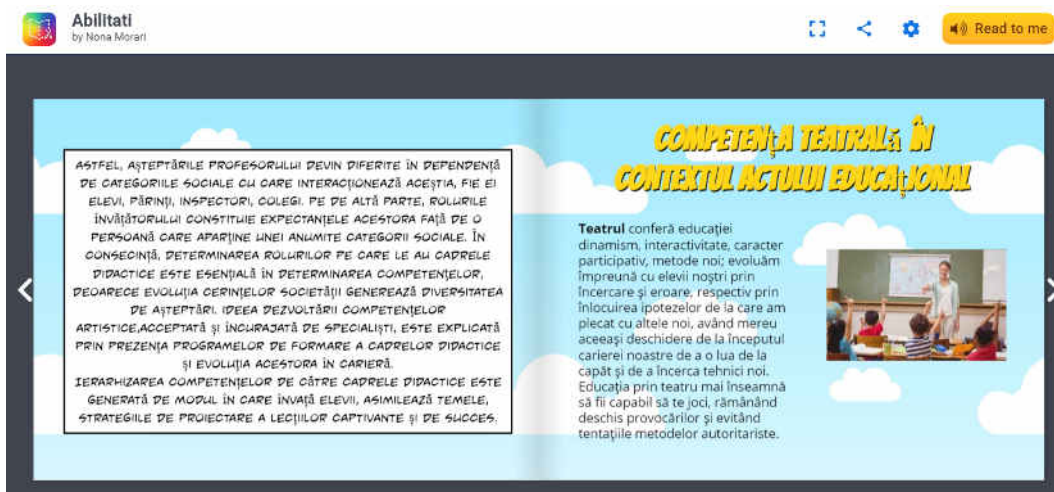 Abilitati
by Nona Morari
Read to me
ASTFEL, AȘTEPTĂRILE PROFESORULUI DEVIN DIFERITE ÎN DEPENDENȚĂ
DE CATEGORIILE SOCIALE CU CARE INTERACȚIONEAZĂ ACEȘTIA, FIE EI
ELEVI, PĂRINȚI, INSPECTORI, COLEGI. PE DE ALTĂ PARTE, ROLURILE
ÎNVĂȚĂTORULUI CONSTITUIE EXPECTANȚELE ACESTORA FAȚĂ DE O
PERSOANĂ CARE APARȚINE UNEI ANUMITE CATEGORII SOCIALE. ÎN
CONSECINȚĂ, DETERMINAREA ROLURILOR PE CARE LE AU CADRELE
DIDACTICE ESTE ESENȚIALĂ ÎN DETERMINAREA COMPETENȚELOR,
DEOARECE EVOLUȚIA CERINȚELOR SOCIETĂȚII GENEREAZĂ DIVERSITATEA
DE AȘTEPTĂRI. IDEEA DEZVOLTĂRII COMPETENȚELOR
ARTISTICE,ACCEPTATĂ ȘI ÎNCURAJATĂ DE SPECIALIȘTI, ESTE EXPLICATĂ
PRIN PREZENȚA PROGRAMELOR DE FORMARE A CADRELOR DIDACTICE
ȘI EVOLUȚIA ACESTORA ÎN CARIERĂ.
IERARHIZAREA COMPETENȚELOR DE CĂTRE CADRELE DIDACTICE ESTE
GENERATĂ DE MODUL ÎN CARE ÎNVAȚĂ ELEVII, ASIMILEAZĂ TEMELE,
STRATEGIILE DE PROIECTARE A LECȚIILOR CAPTIVANTE ȘI DE SUCCES.
COMPETENȚA TEATRALĂ ÎN
CONTEXTUL ACTULUI EDUCAȚIONAL
Teatrul conferă educației
dinamism, interactivitate, caracter
participativ, metode noi; evoluăm
împreună cu elevii noștri prin
încercare și eroare, respectiv prin
înlocuirea ipotezelor de la care am
plecat cu altele noi, având mereu
aceeași deschidere de la începutul
carierei noastre de a o lua de la
capăt și de a încerca tehnici noi.
Educația prin teatru mai înseamnă
să fii capabil să te joci, rămânând
deschis provocărilor și evitând
tentațiile metodelor autoritariste.